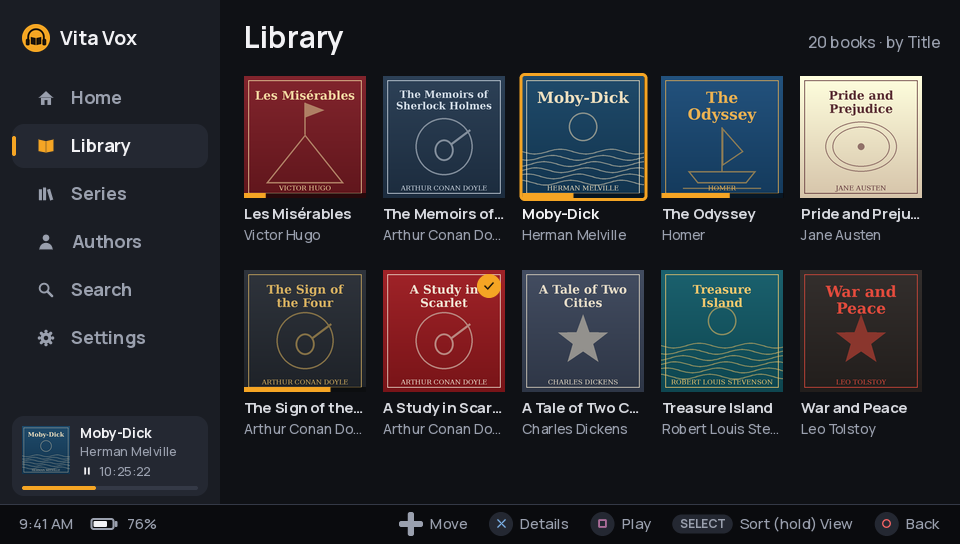 Vita Vox
Home
Library
Series
Authors
Search
Settings
Moby-Dick
Moby-Dick
Herman Melville
10:25:22
Library
20 books · by Title
Les Misérables
VICTOR HUGO
Les Misérables
Victor Hugo
The Memoirs of
Sherlock Holmes
ARTHUR CONAN DOYLE
The Memoirs of…
Arthur Conan Do…
Moby-Dick
HERMAN MELVILLE
Moby-Dick
Herman Melville
The
Odyssey
HOMER
The Odyssey
Homer
Pride and
Prejudice
JANE AUSTEN
Pride and Preju…
Jane Austen
The Sign of
the Four
ARTHUR CONAN DOYLE
The Sign of the…
Arthur Conan Do…
A Study in
Scarlet
ARTHUR CONAN DOYLE
A Study in Scar…
Arthur Conan Do…
A Tale of Two
Cities
CHARLES DICKENS
A Tale of Two C…
Charles Dickens
Treasure
Island
ROBERT LOUIS STEVENSON
Treasure Island
Robert Louis Ste…
War and
Peace
LEO TOLSTOY
War and Peace
Leo Tolstoy
9:41 AM 76% Move Details Play SELECT Sort (hold) View Back